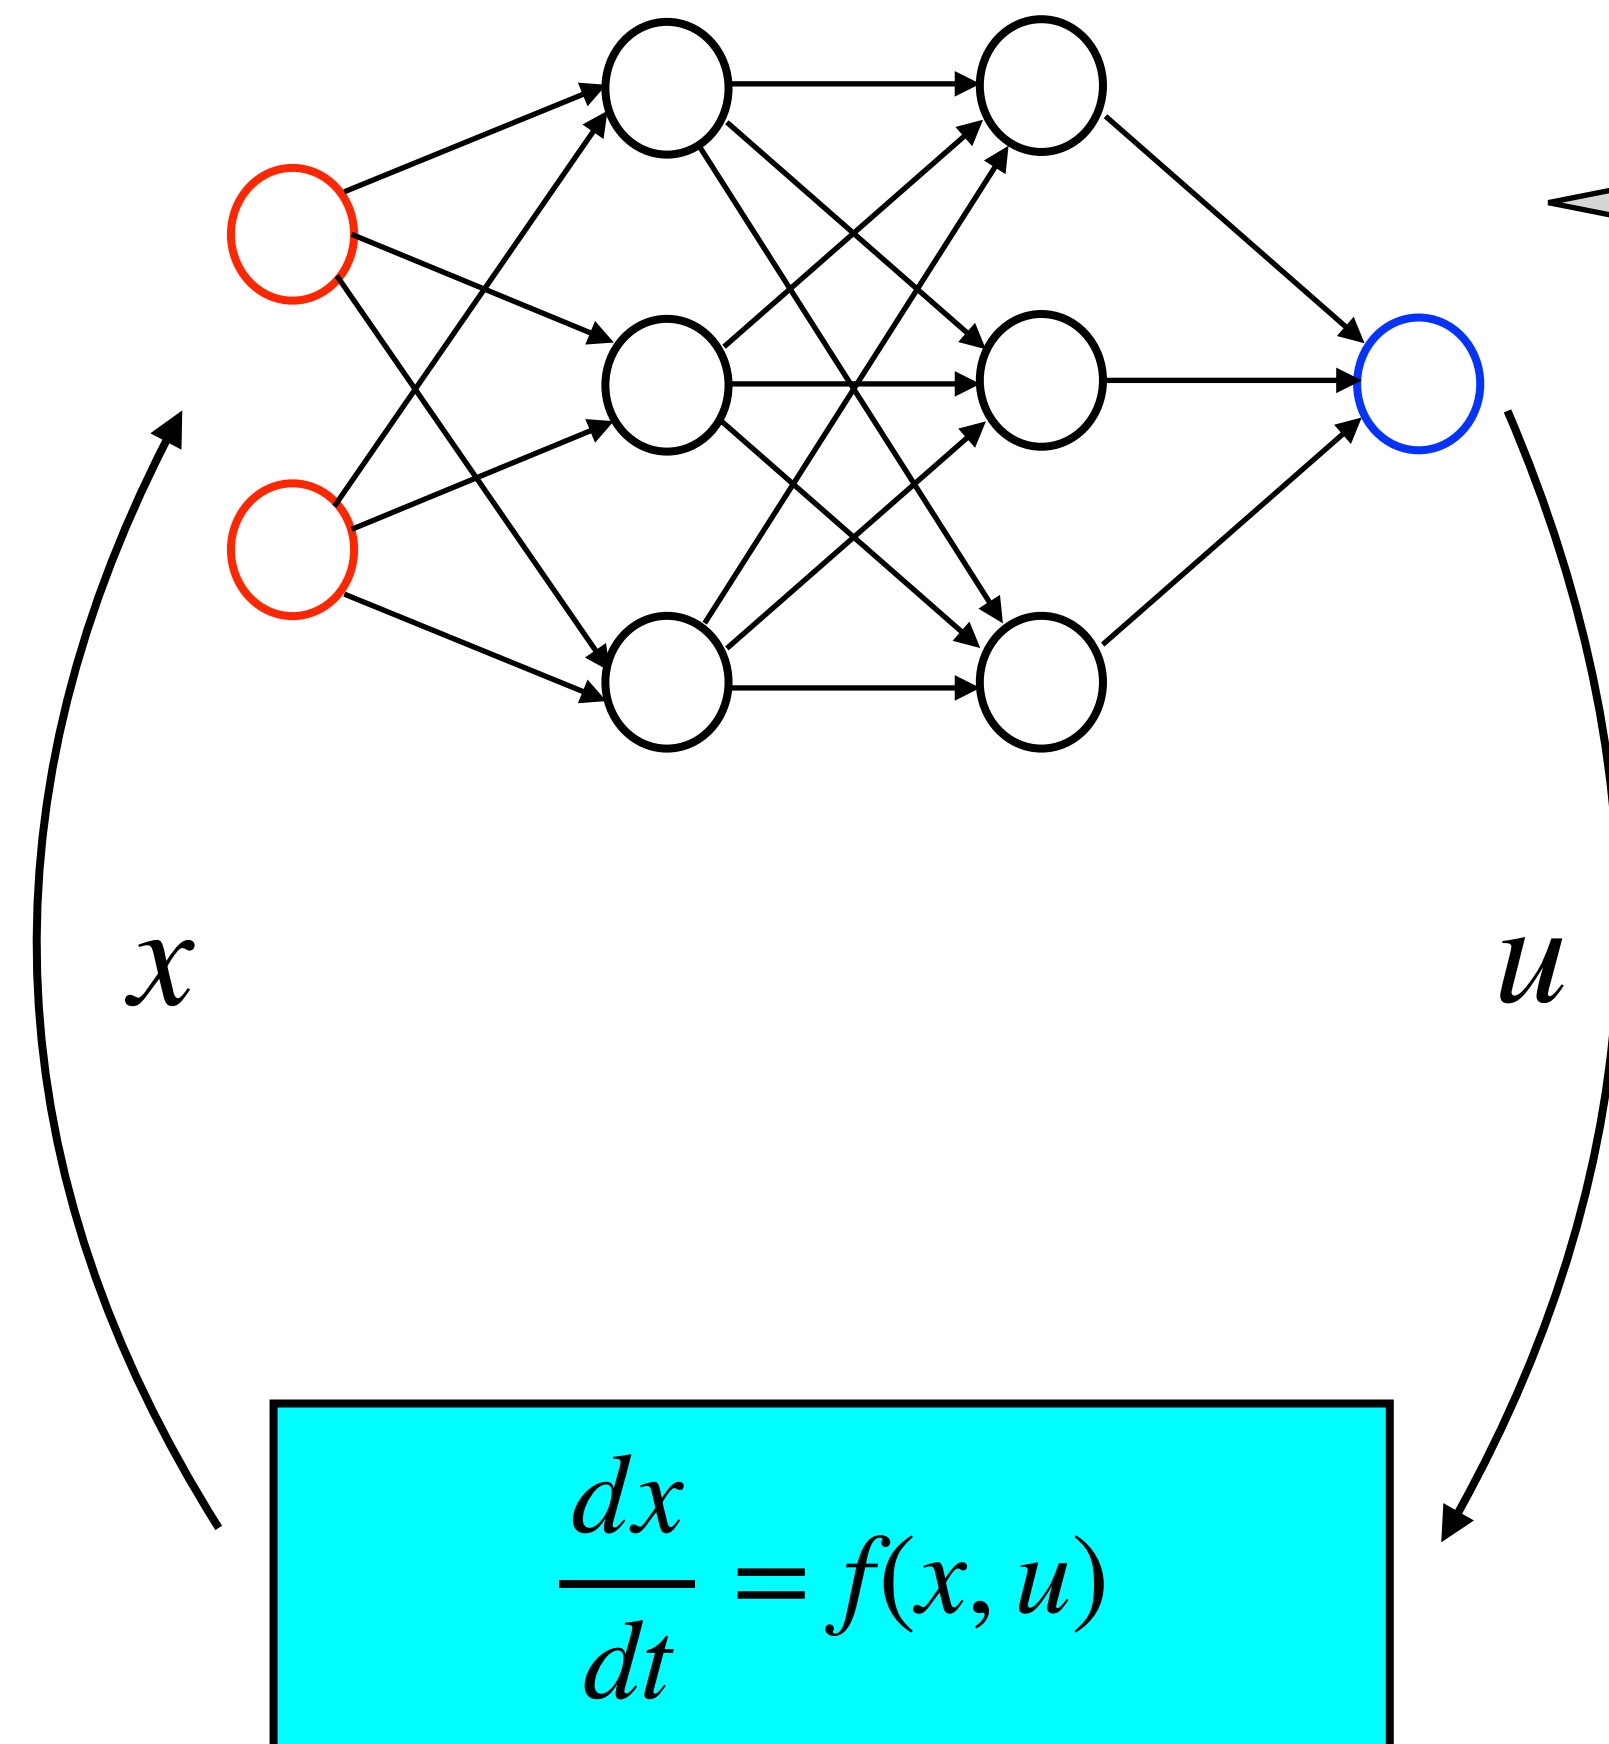 x
u
dx/dt = f(x, u)